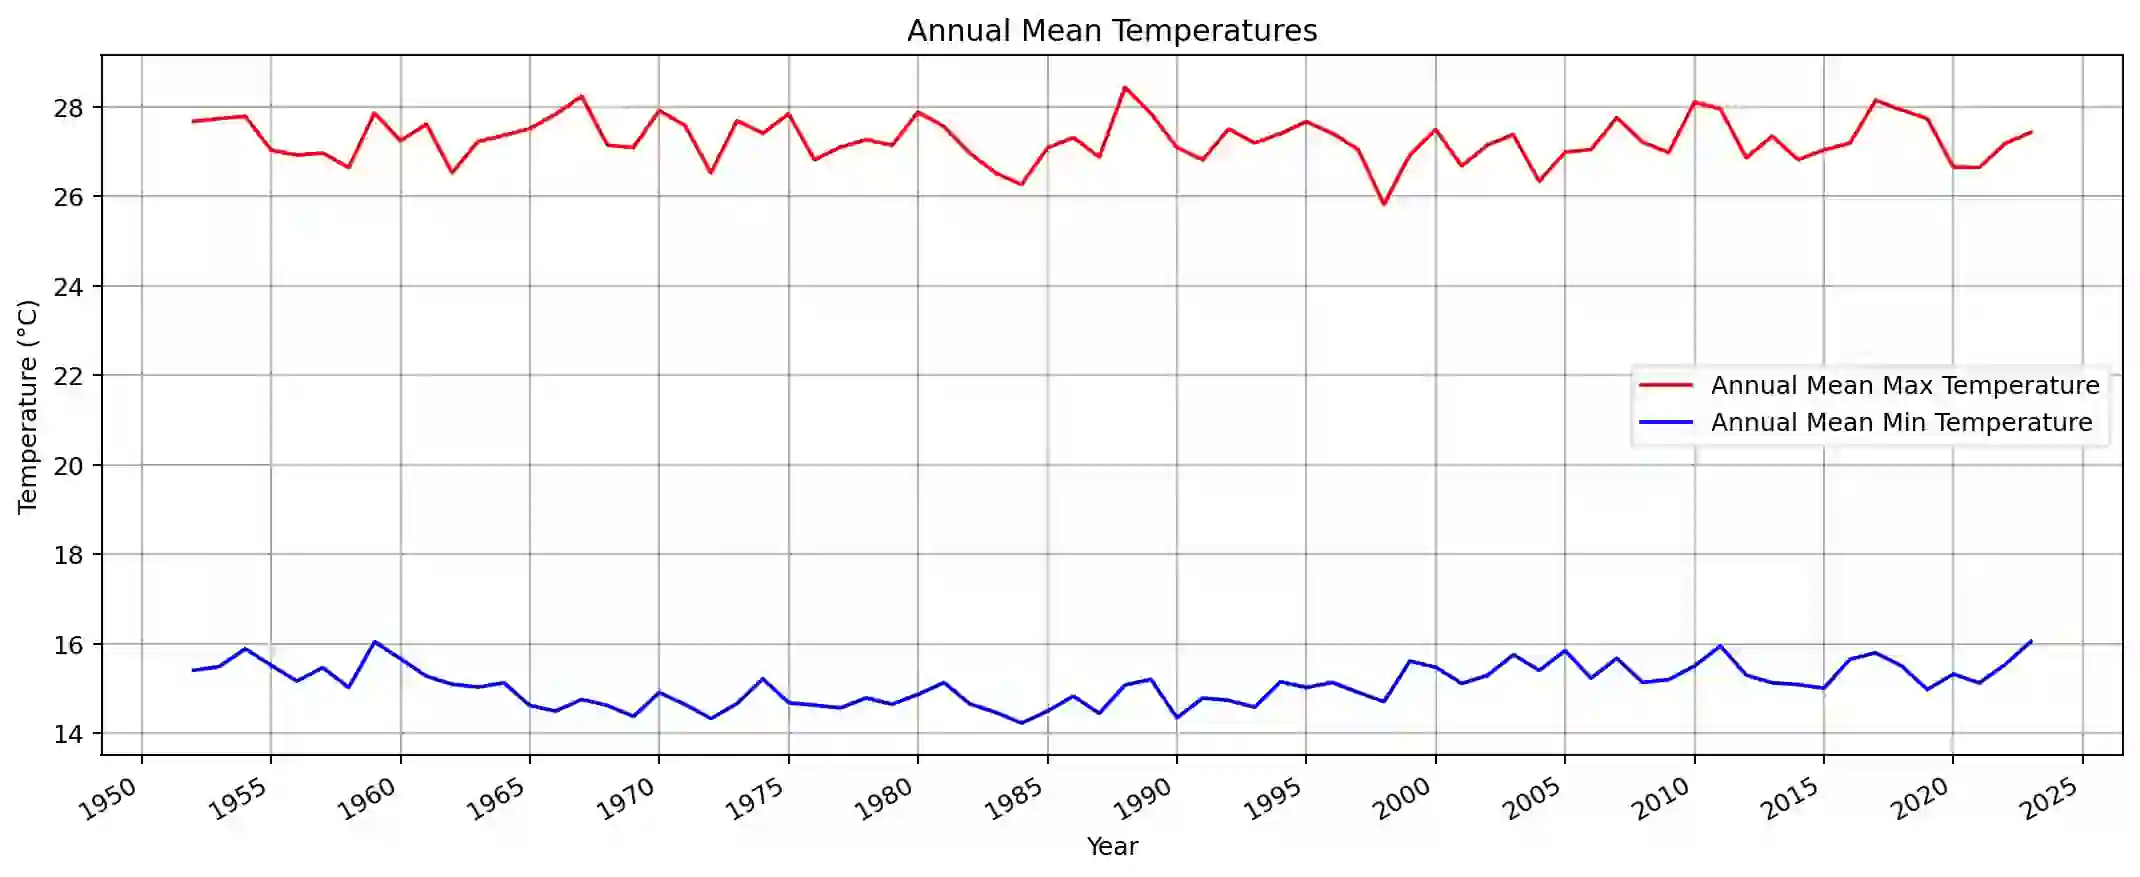 Annual Mean Temperatures
28
26
24
22
20
18
16
14
Temperature (°C)
Annual Mean Max Temperature
Annual Mean Min Temperature
1950 1955 1960 1965 1970 1975 1980 1985 1990 1995 2000 2005 2010 2015 2020 2025
Year